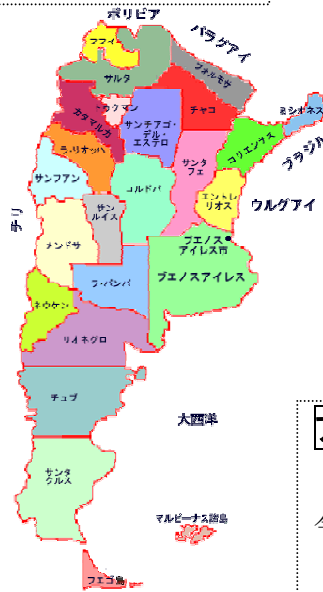 ボリビア
パラグアイ
フフイ
フォルモサ
サルタ
トゥクマン
カタマルカ
サンチアゴ・
デル・
エステロ
チャコ
ミシオネス
コリエンテス
ブラジル
ラ・リオッハ
サンタ
フェ
サンフアン
コルドバ
エントレ
リオス
ウルグアイ
サン
ルイス
チリ
メンドサ
ブエノス
アイレス市
ブエノスアイレス
ラ・パンパ
ネウケン
リオネグロ
チュブ
大西洋
サンタ
クルス
マルビーナス諸島
フエゴ島